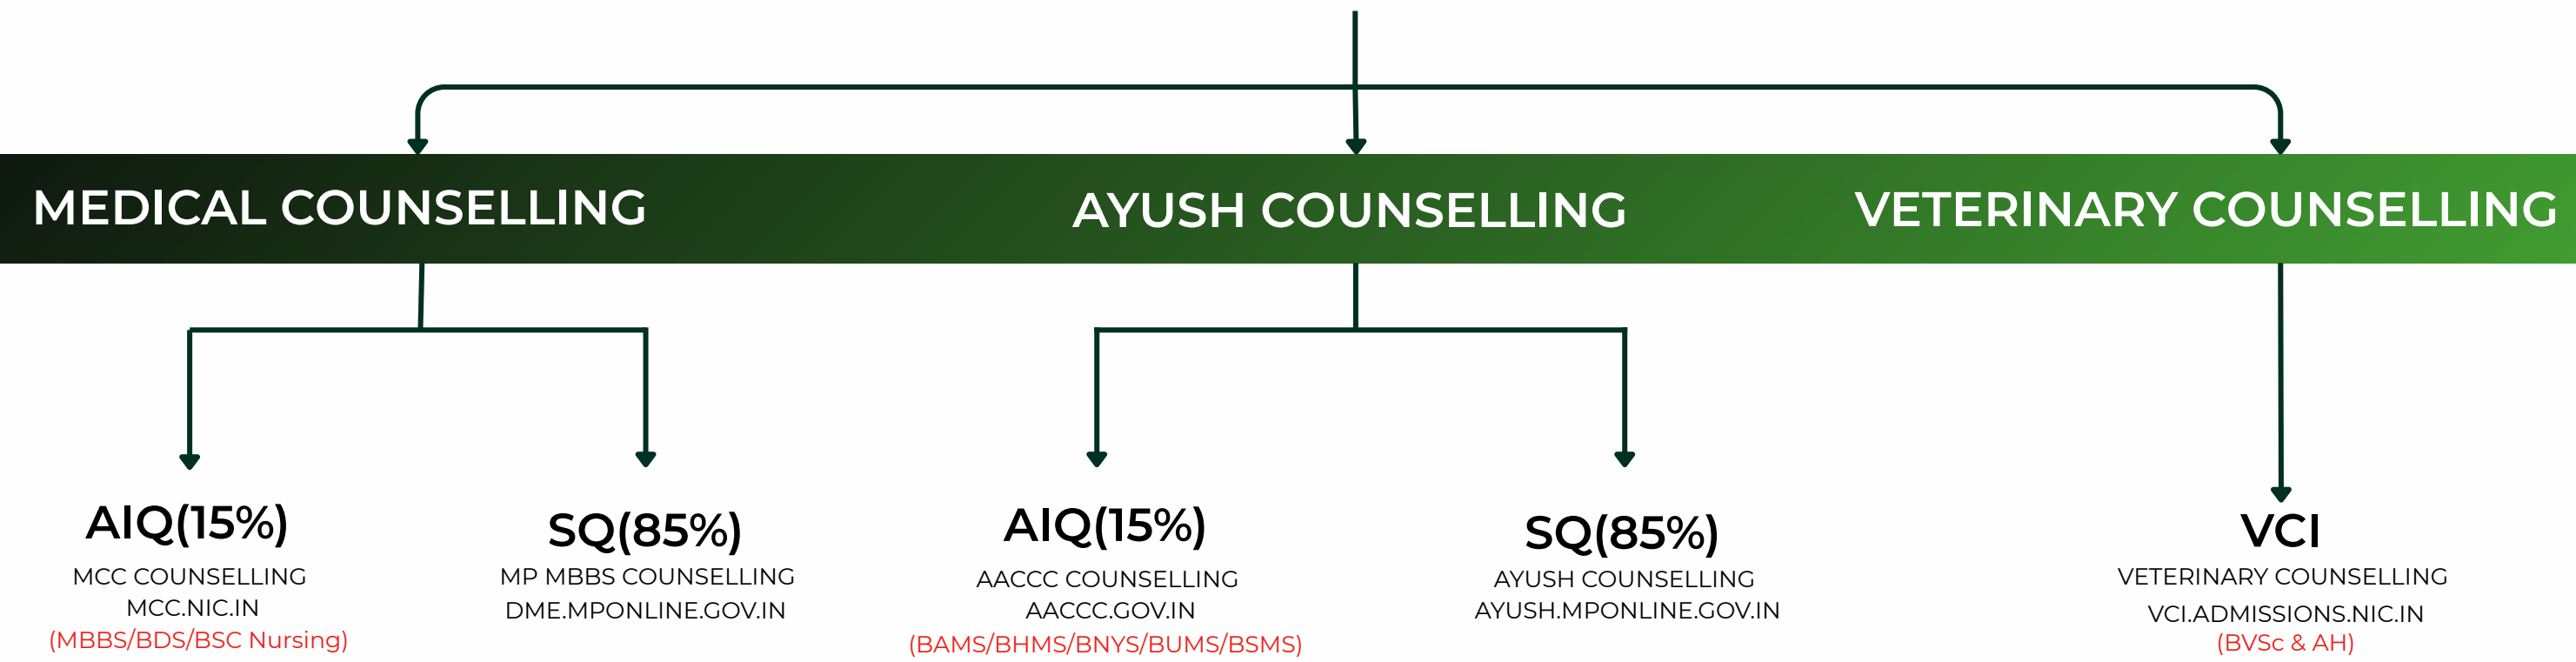 MEDICAL COUNSELLING
AYUSH COUNSELLING
VETERINARY COUNSELLING
AIQ(15%)
MCC COUNSELLING
MCC.NIC.IN
(MBBS/BDS/BSC Nursing)
SQ(85%)
MP MBBS COUNSELLING
DME.MPONLINE.GOV.IN
AIQ(15%)
AACCC COUNSELLING
AACCC.GOV.IN
(BAMS/BHMS/BNYS/BUMS/BSMS)
SQ(85%)
AYUSH COUNSELLING
AYUSH.MPONLINE.GOV.IN
VCI
VETERINARY COUNSELLING
VCI.ADMISSIONS.NIC.IN
(BVSc & AH)